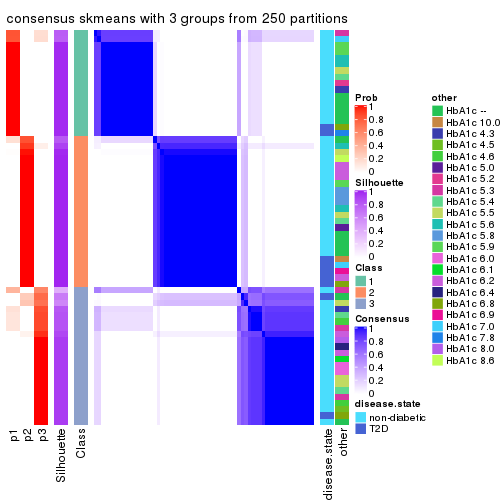 consensus skmeans with 3 groups from 250 partitions
p1
p2
p3
Silhouette
Class
disease.state
other
Prob
1
0.8
0.6
0.4
0.2
0
Silhouette
1
0.8
0.6
0.4
0.2
0
Class
1
2
3
Consensus
1
0.8
0.6
0.4
0.2
0
disease.state
non-diabetic
T2D
other
HbA1c --
HbA1c 10.0
HbA1c 4.3
HbA1c 4.5
HbA1c 4.6
HbA1c 5.0
HbA1c 5.2
HbA1c 5.3
HbA1c 5.4
HbA1c 5.5
HbA1c 5.6
HbA1c 5.8
HbA1c 5.9
HbA1c 6.0
HbA1c 6.1
HbA1c 6.2
HbA1c 6.4
HbA1c 6.8
HbA1c 6.9
HbA1c 7.0
HbA1c 7.8
HbA1c 8.0
HbA1c 8.6